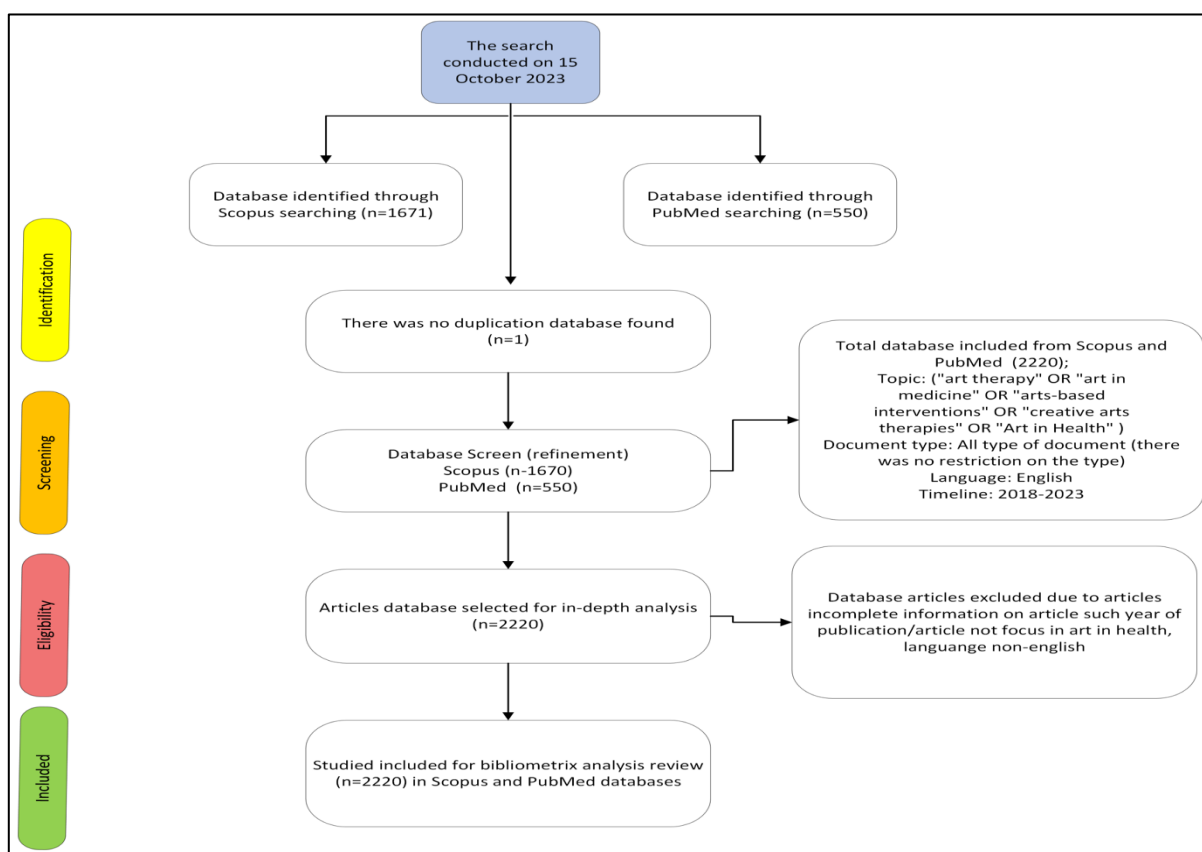 The search
conducted on 15
October 2023
Database identified through
Scopus searching (n=1671)
Database identified through
PubMed searching (n=550)
Identification
There was no duplication database found
(n=1)
Total database included from Scopus and
PubMed (2220);
Topic: ("art therapy" OR "art in
medicine" OR "arts-based
interventions" OR "creative arts
therapies" OR "Art in Health" )
Document type: All type of document (there
was no restriction on the type)
Language: English
Timeline: 2018-2023
Screening
Database Screen (refinement)
Scopus (n-1670)
PubMed (n=550)
Eligibility
Articles database selected for in-depth analysis
(n=2220)
Database articles excluded due to articles
incomplete information on article such year of
publication/article not focus in art in health,
languange non-english
Included
Studied included for bibliometrix analysis review
(n=2220) in Scopus and PubMed databases